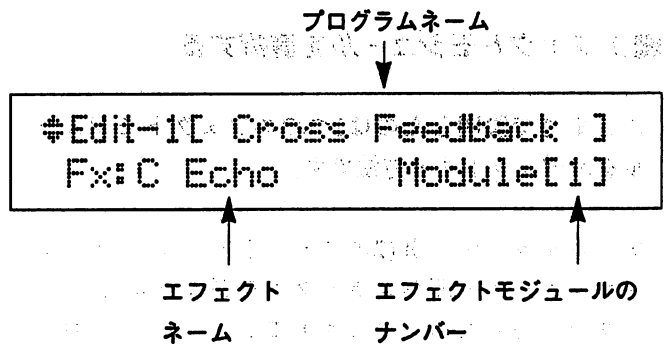 プログラムネーム
#Edit-1[ Cross Feedback ]
Fx:C Echo Module[1]
エフェクト
ネーム
エフェクトモジュールの
ナンバー